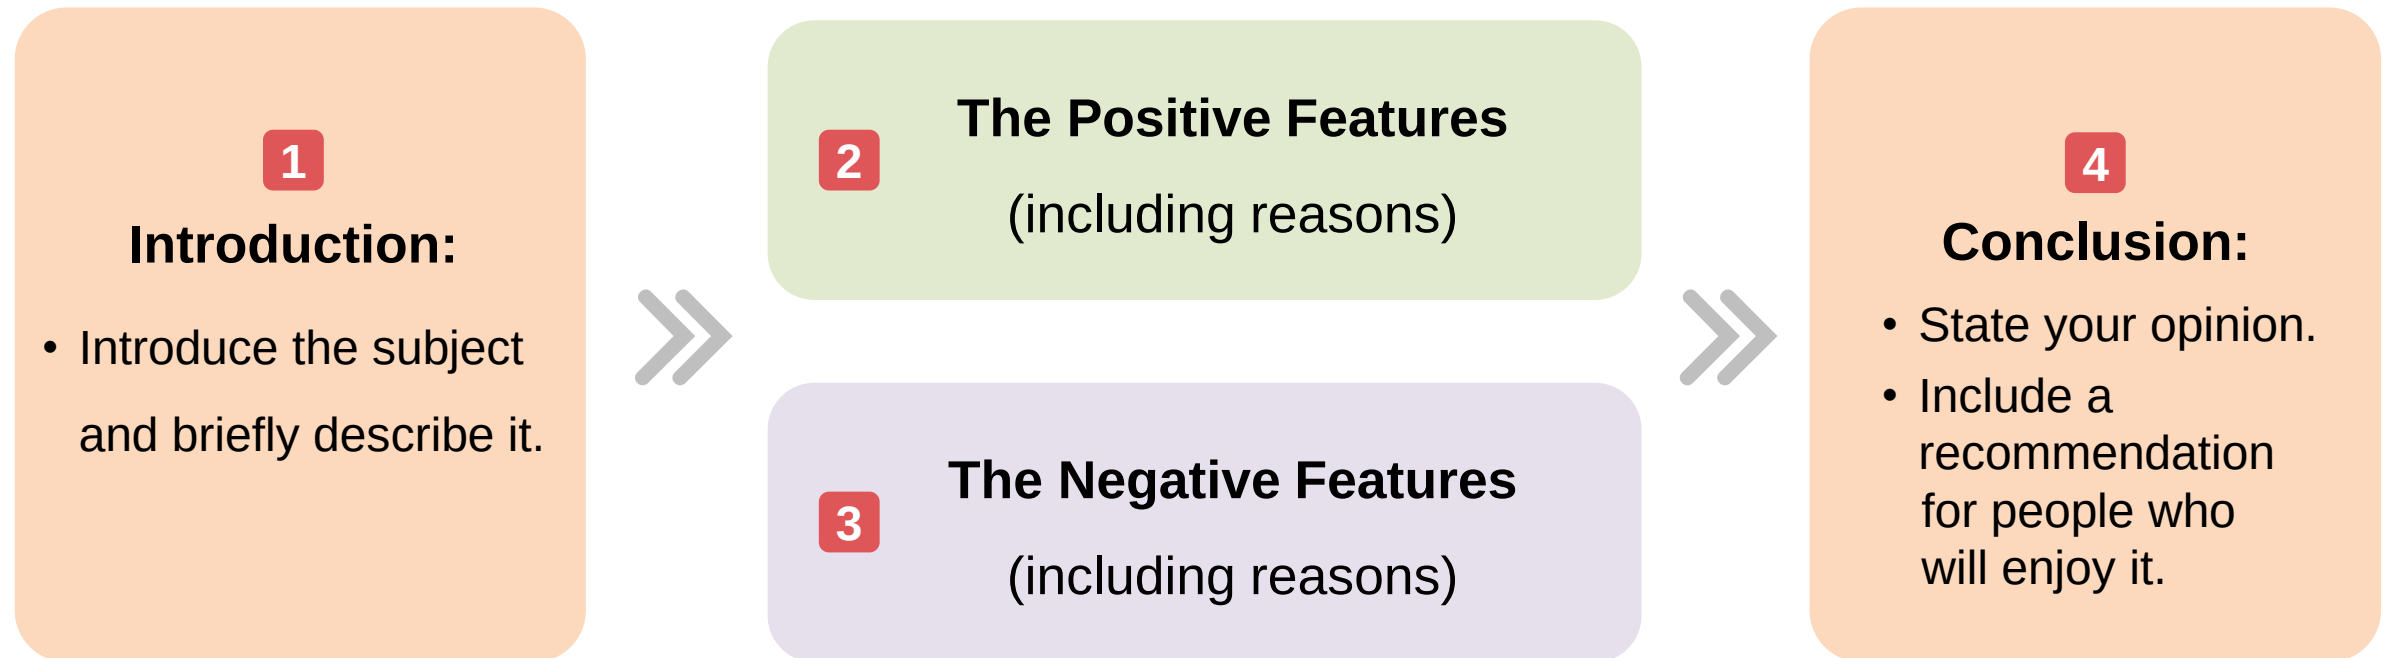 1
Introduction:
• Introduce the subject
and briefly describe it.
2
The Positive Features
(including reasons)
3
The Negative Features
(including reasons)
4
Conclusion:
• State your opinion.
• Include a
recommendation
for people who
will enjoy it.